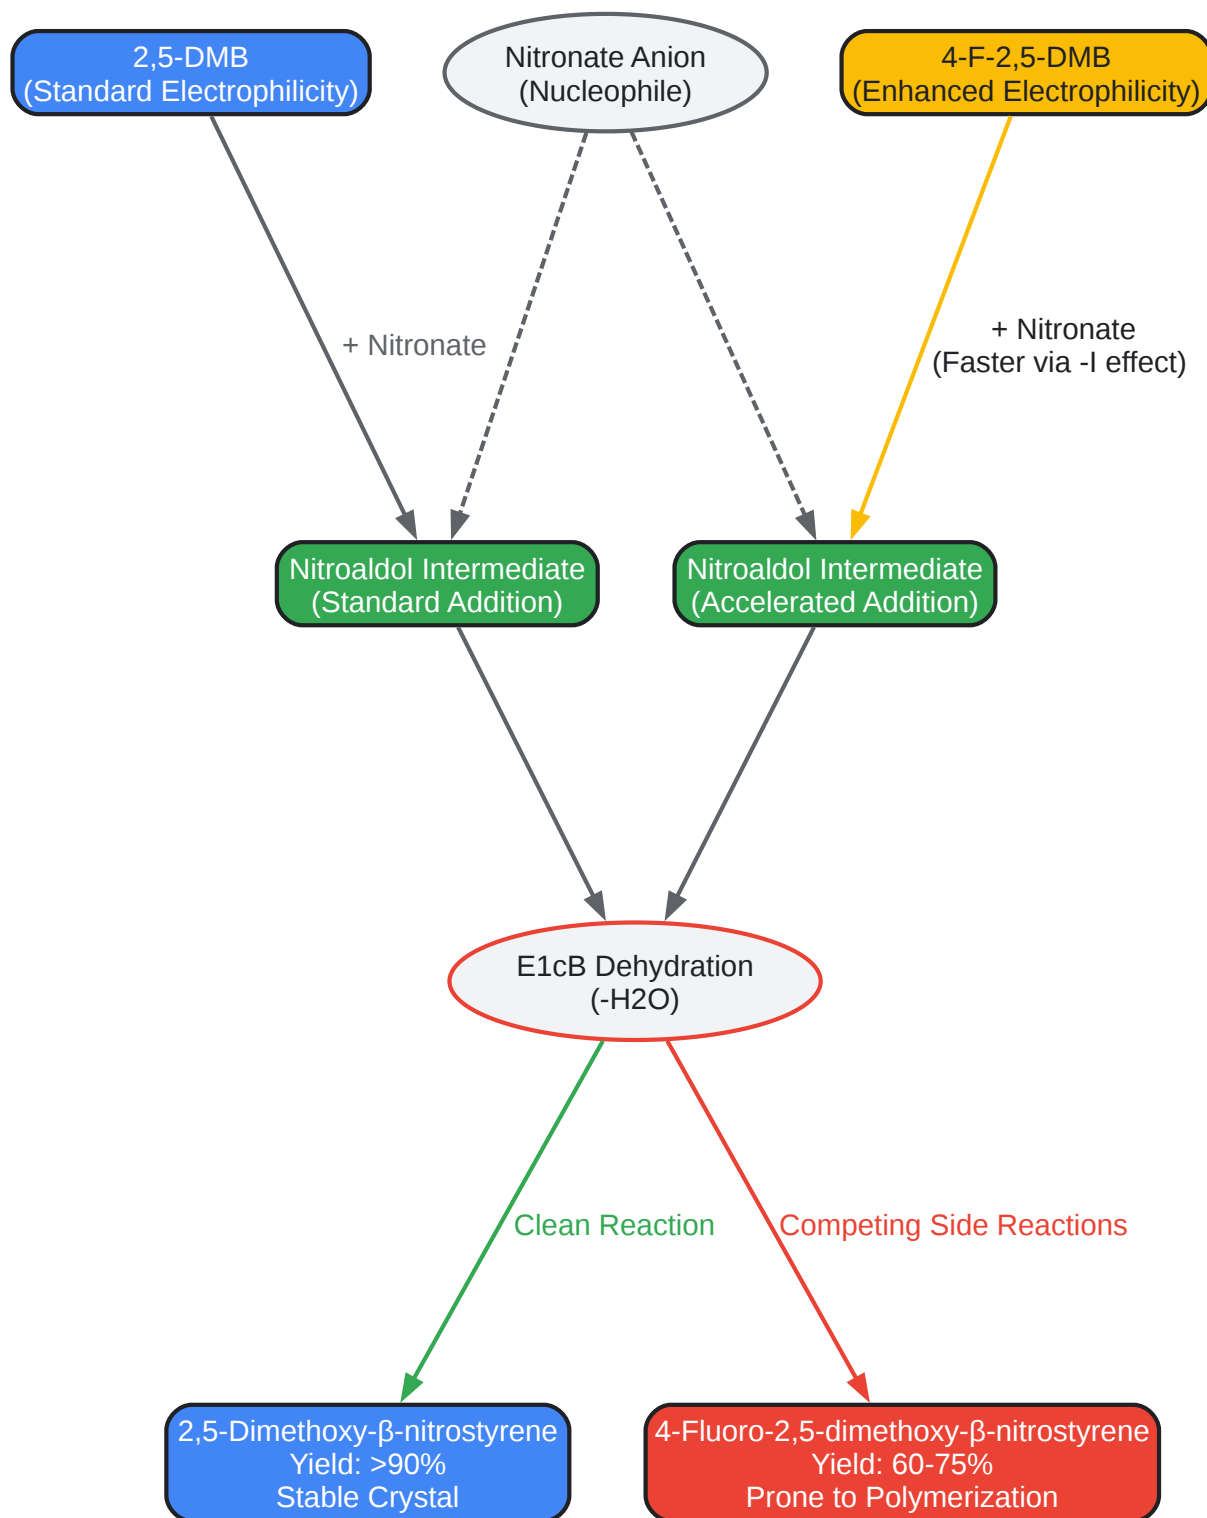 2,5-DMB
(Standard Electrophilicity)
Nitronate Anion
(Nucleophile)
4-F-2,5-DMB
(Enhanced Electrophilicity)
+ Nitronate
+ Nitronate
(Faster via -I effect)
Nitroaldol Intermediate
(Standard Addition)
Nitroaldol Intermediate
(Accelerated Addition)
E1cB Dehydration
(-H2O)
Clean Reaction
Competing Side Reactions
2,5-Dimethoxy-β-nitrostyrene
Yield: >90%
Stable Crystal
4-Fluoro-2,5-dimethoxy-β-nitrostyrene
Yield: 60-75%
Prone to Polymerization